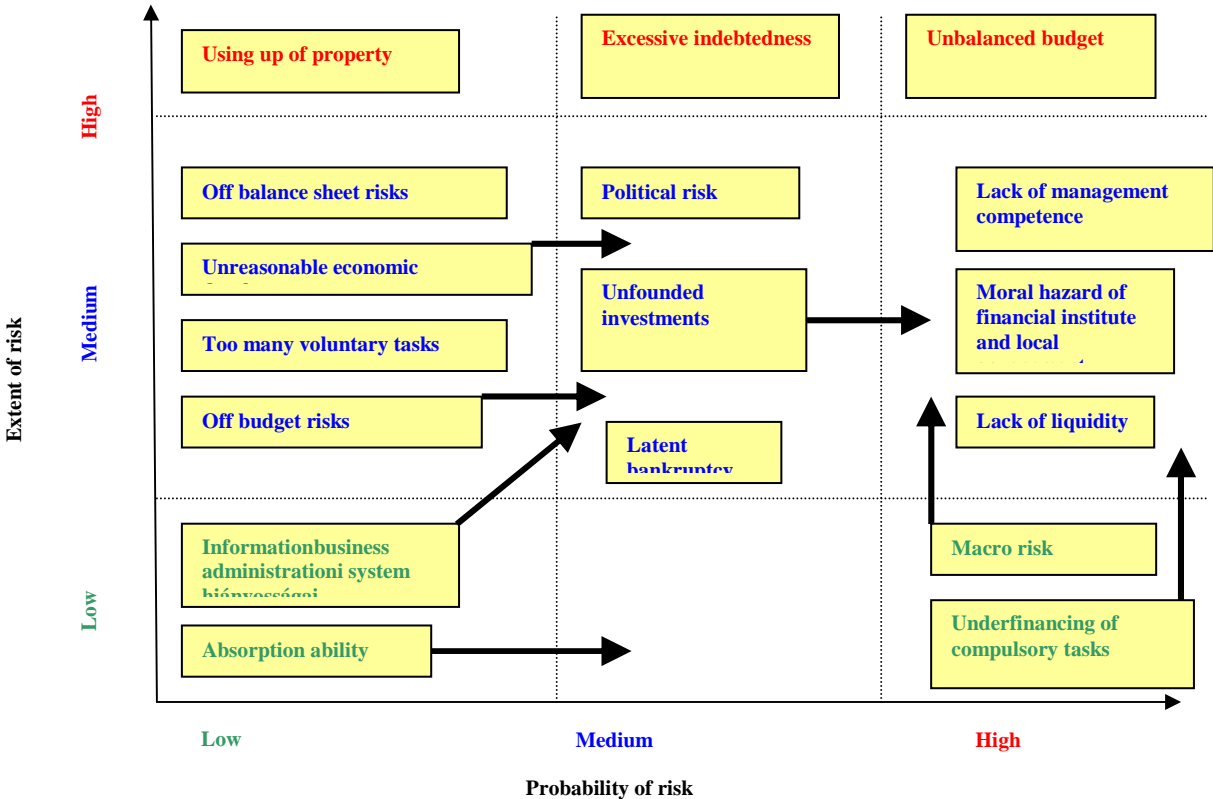 High
Using up of property
Excessive indebtedness
Unbalanced budget
Extent of risk
Medium
Off balance sheet risks
Political risk
Lack of management
competence
Unreasonable economic
Unfounded
investments
Moral hazard of
financial institute
and local
Too many voluntary tasks
Off budget risks
Latent
bankruptcy
Lack of liquidity
Low
Informationbusiness
administrationi system
hiányosságai
Macro risk
Absorption ability
Underfinancing of
compulsory tasks
Low
Medium
High
Probability of risk